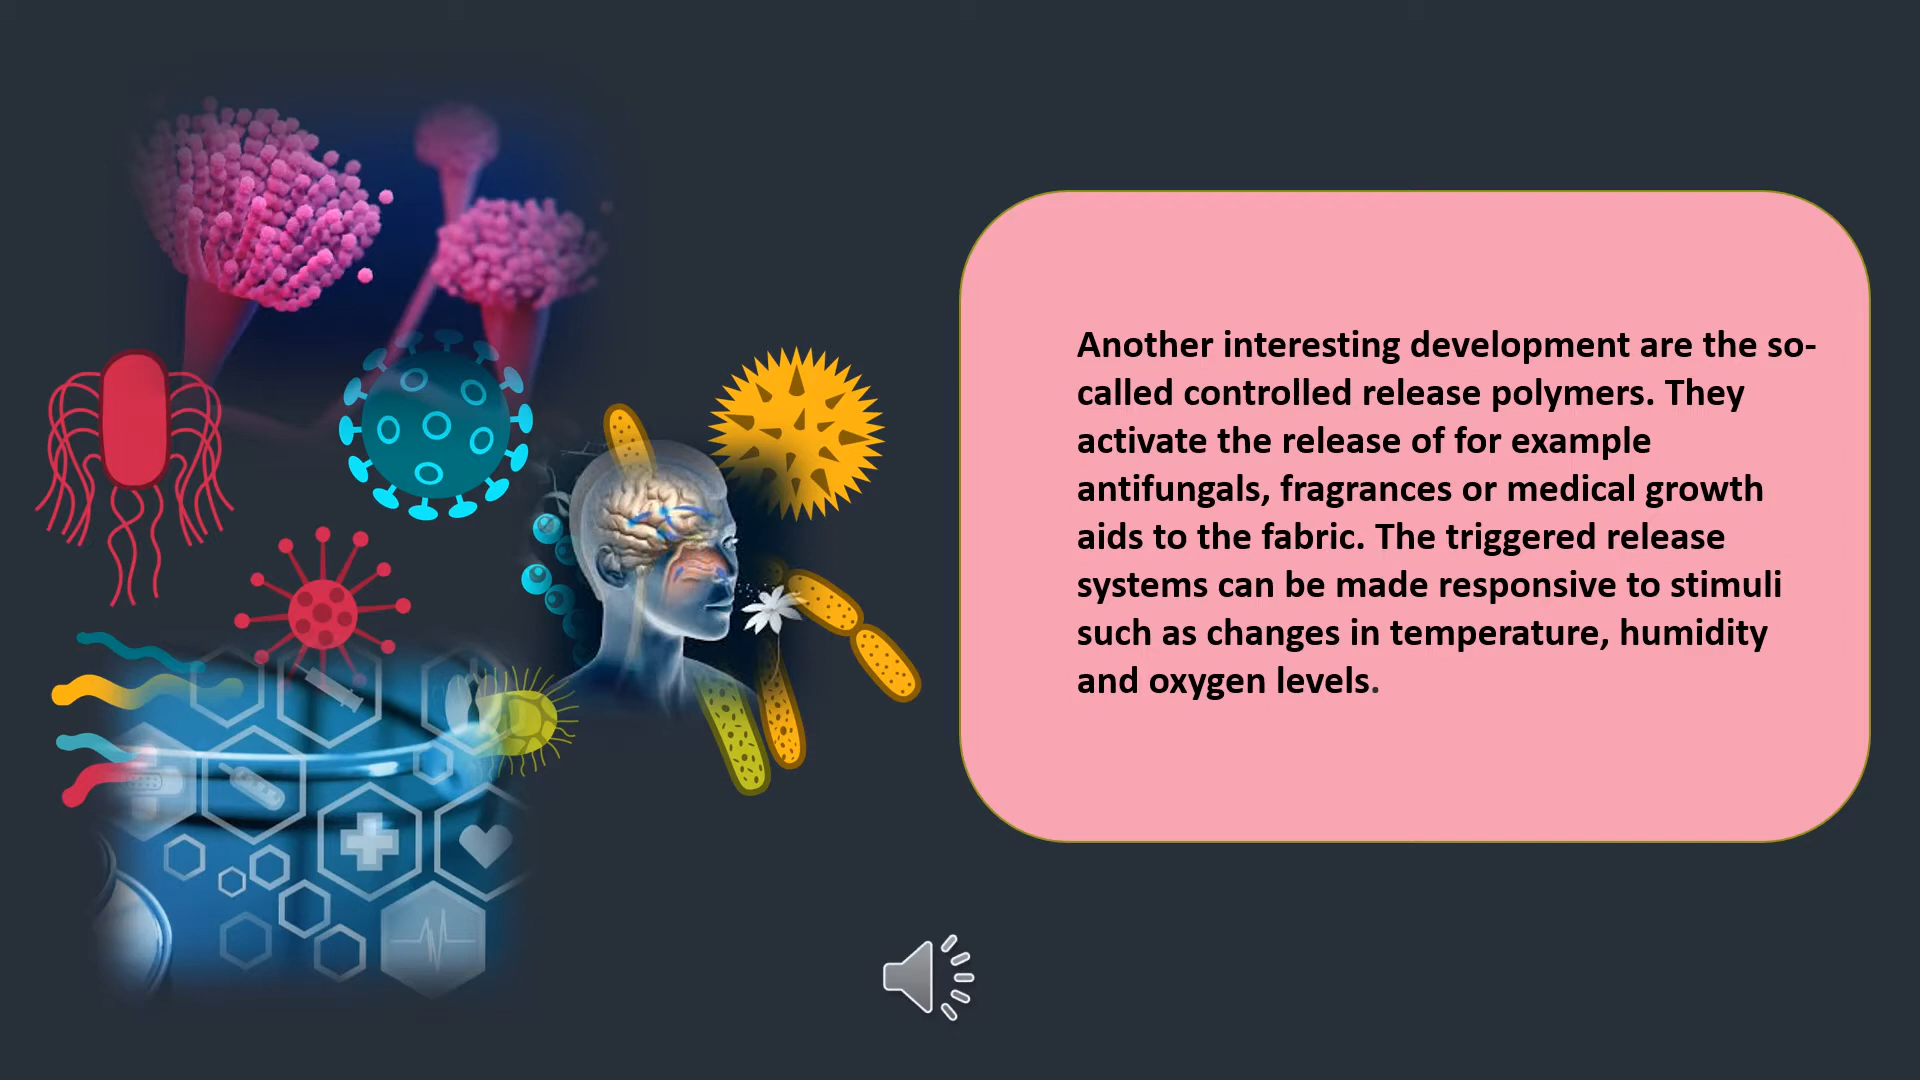 Another interesting development are the so-
called controlled release polymers. They
activate the release of for example
antifungals, fragrances or medical growth
aids to the fabric. The triggered release
systems can be made responsive to stimuli
such as changes in temperature, humidity
and oxygen levels.